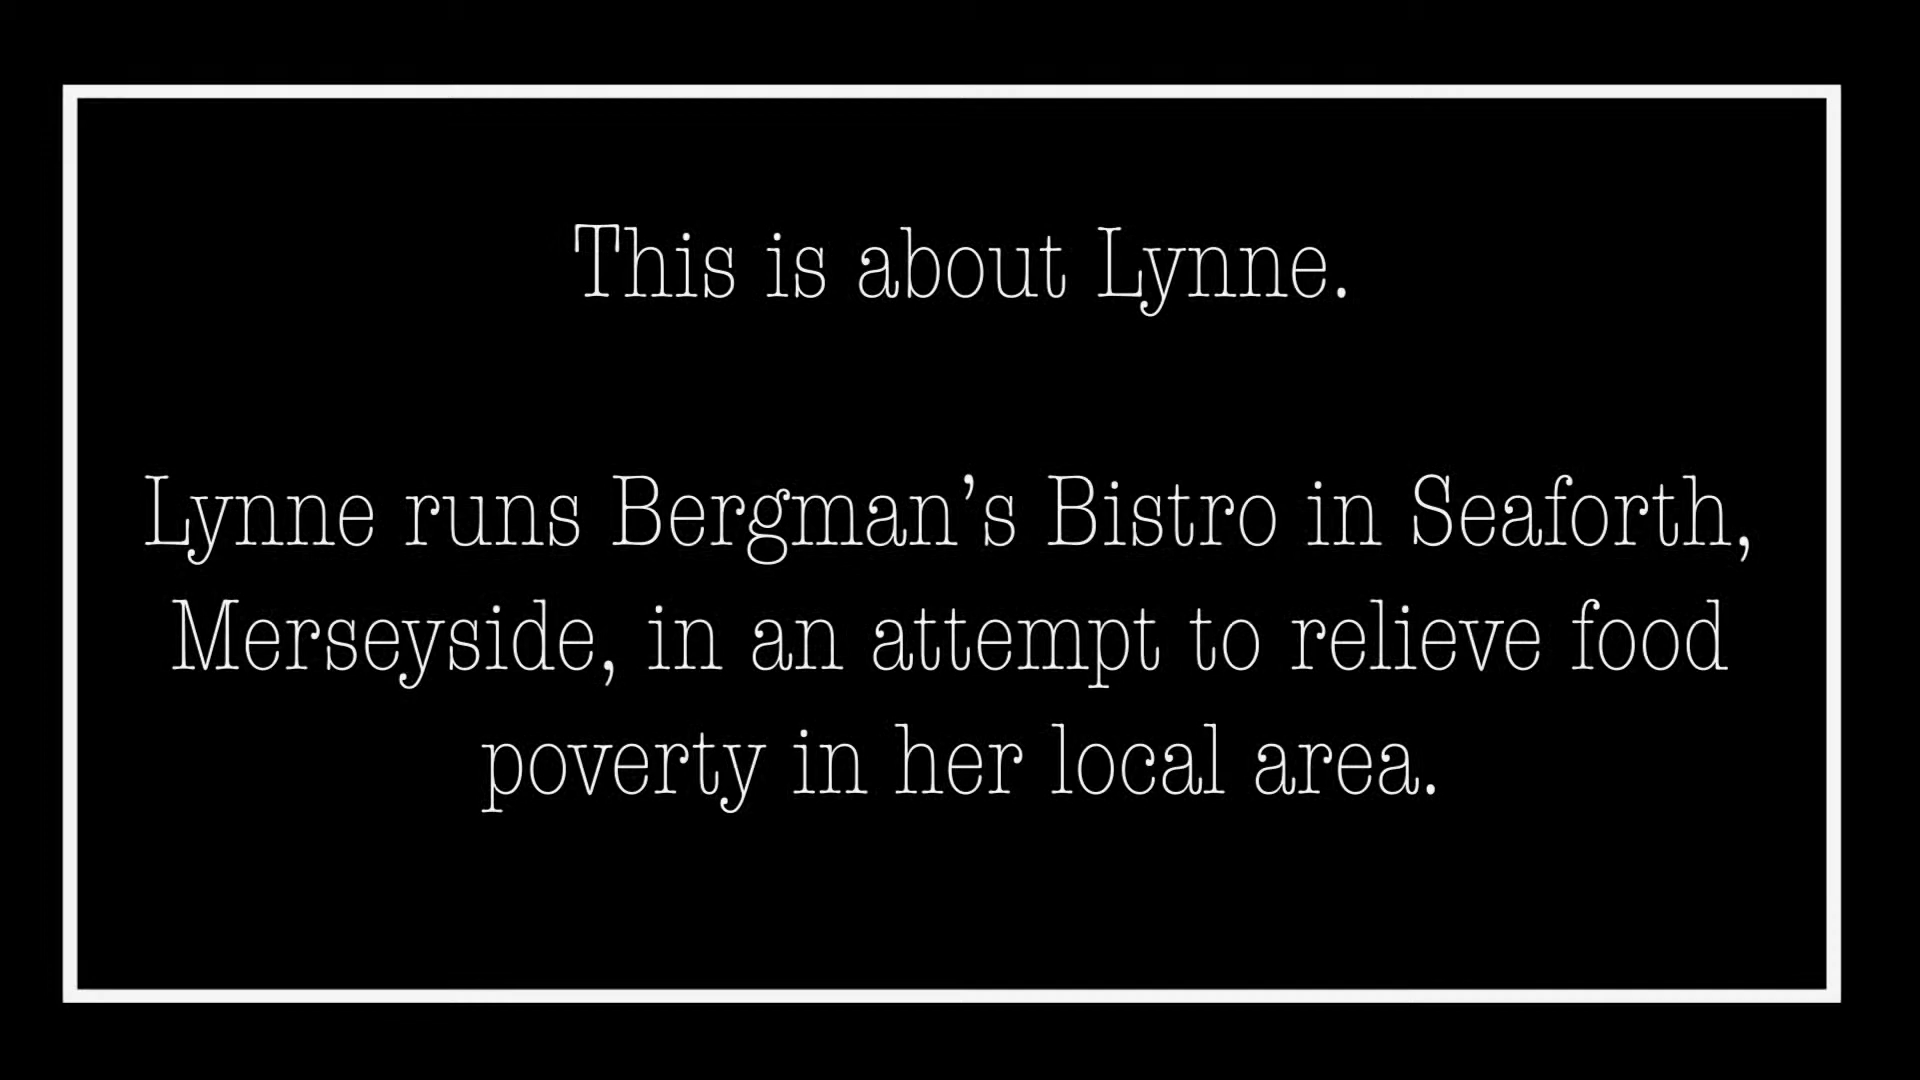 This is about Lynne.
Lynne runs Bergman’s Bistro in Seaforth,
Merseyside, in an attempt to relieve food
poverty in her local area.